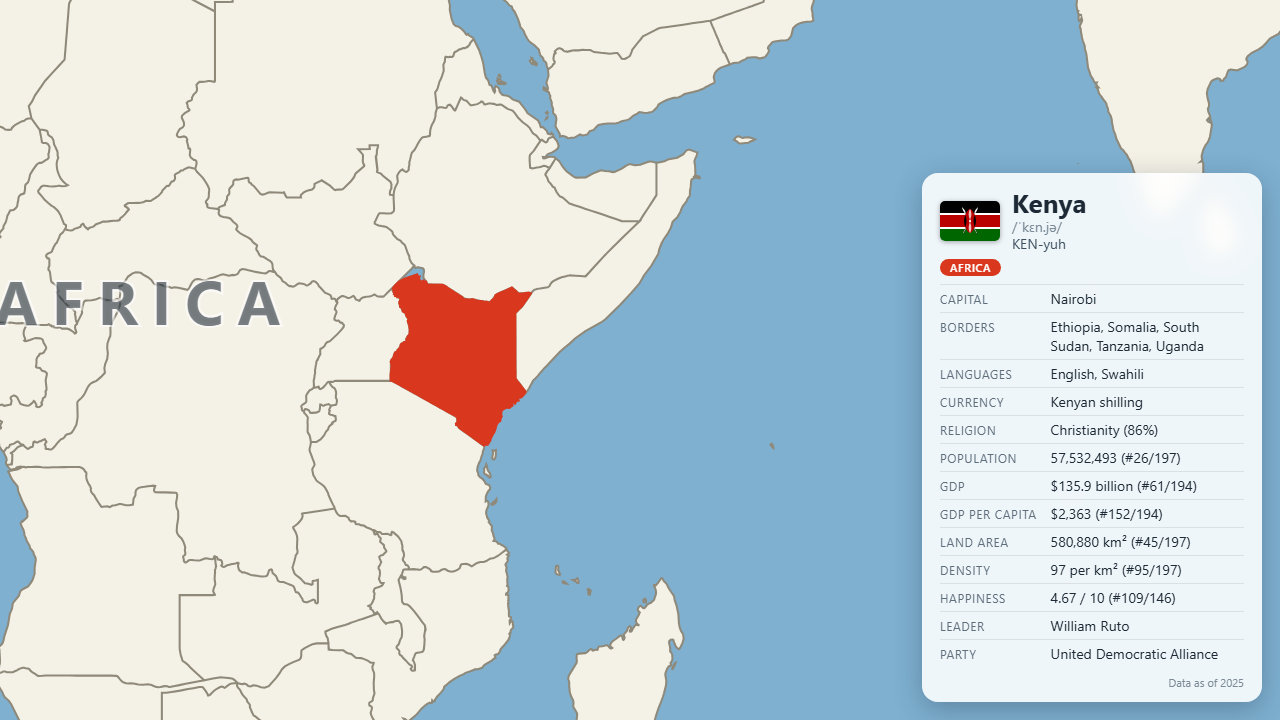 AFRICA
Kenya
/ˈkɛn.jə/
KEN-yuh
AFRICA
CAPITAL Nairobi
BORDERS Ethiopia, Somalia, South
Sudan, Tanzania, Uganda
LANGUAGES English, Swahili
CURRENCY Kenyan shilling
RELIGION Christianity (86%)
POPULATION 57,532,493 (#26/197)
GDP $135.9 billion (#61/194)
GDP PER CAPITA $2,363 (#152/194)
LAND AREA 580,880 km² (#45/197)
DENSITY 97 per km² (#95/197)
HAPPINESS 4.67 / 10 (#109/146)
LEADER William Ruto
PARTY United Democratic Alliance
Data as of 2025